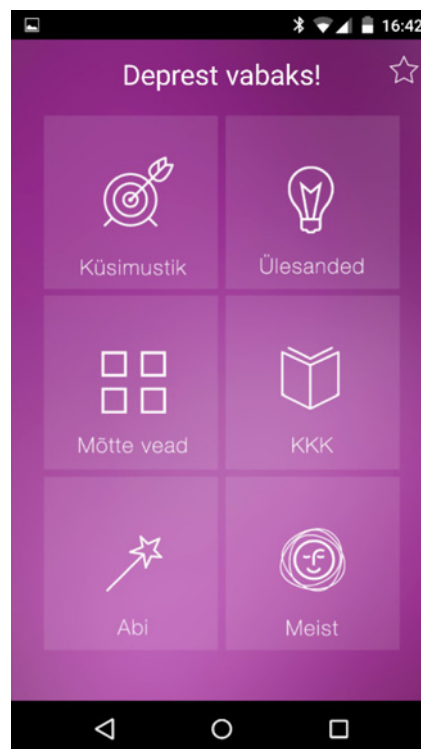 16:42
Deprest vabaks!
Küsimustik
Ülesanded
Mõtte vead
KKK
Abi
Meist